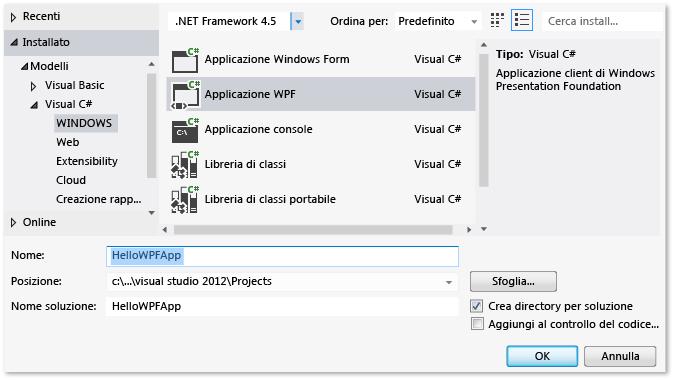 Recenti
.NET Framework 4.5
Ordina per: Predefinito
Cerca install...
Installato
Modelli
Visual Basic
Visual C#
WINDOWS
Web
Extensibility
Cloud
Creazione rapp...
Online
C# Applicazione Windows Form Visual C#
C# Applicazione WPF Visual C#
C# C:\ Applicazione console Visual C#
C# Libreria di classi Visual C#
C# Libreria di classi portabile Visual C#
Tipo: Visual C#
Applicazione client di Windows
Presentation Foundation
Nome: HelloWPFApp
Posizione: c:\...\visual studio 2012\Projects Sfoglia...
Nome soluzione: HelloWPFApp
Crea directory per soluzione
Aggiungi al controllo del codice...
OK Annulla